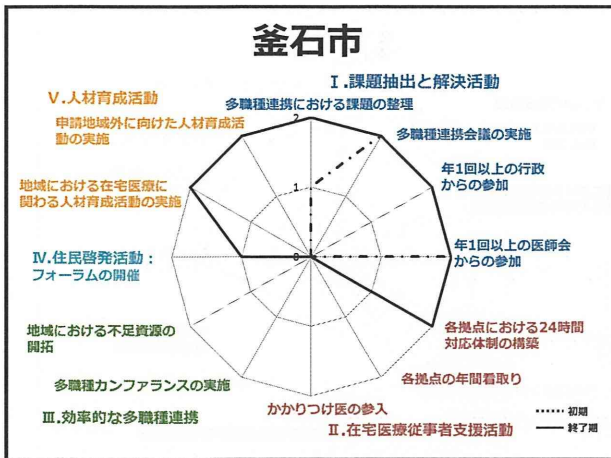 釜石市
Ⅰ.課題抽出と解決活動
多職種連携における課題の整理
多職種連携会議の実施
年1回以上の行政
からの参加
年1回以上の医師会
からの参加
各拠点における24時間
対応体制の構築
各拠点の年間看取り
かかりつけ医の参入
Ⅱ.在宅医療従事者支援活動
Ⅴ.人材育成活動
申請地域外に向けた人材育成活
動の実施
地域における在宅医療に
関わる人材育成活動の実施
Ⅳ.住民啓発活動：
フォーラムの開催
地域における不足資源の
開拓
多職種カンファランスの実施
Ⅲ.効率的な多職種連携
2
1
0
初期
終了期